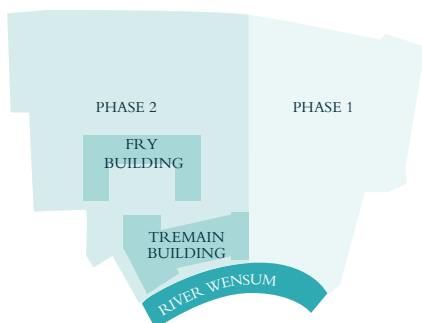 PHASE 2
PHASE 1
FRY
BUILDING
TREMAIN
BUILDING
RIVER WENSUM